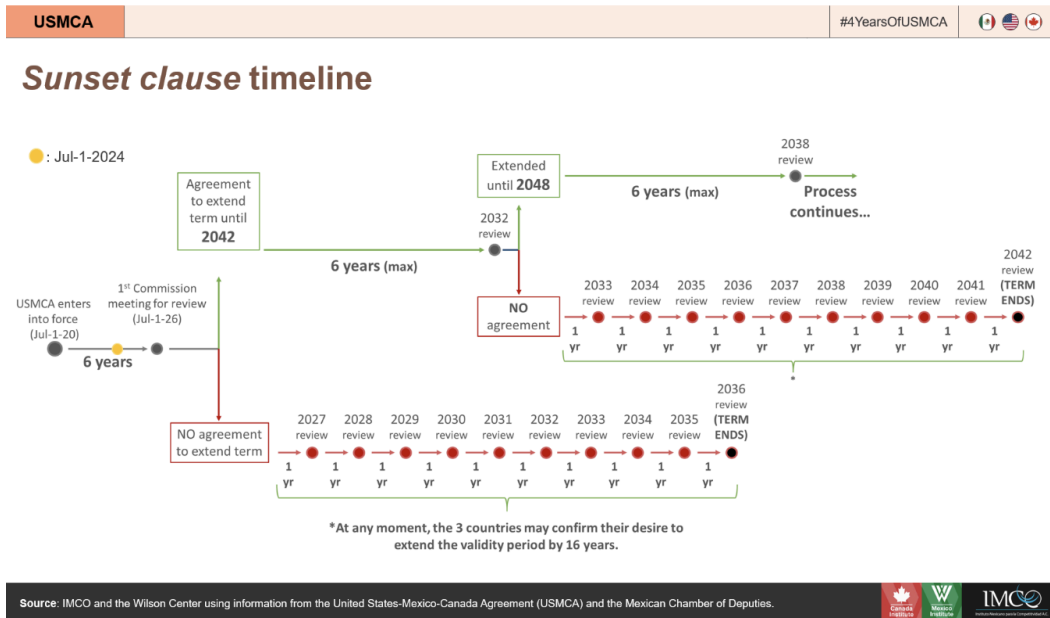 USMCA
#4YearsOfUSMCA
Sunset clause timeline
: Jul-1-2024
USMCA enters
into force
(Jul-1-20)
6 years
1st Commission
meeting for review
(Jul-1-26)
Agreement
to extend
term until
2042
6 years (max)
2032
review
Extended
until 2048
6 years (max)
2038
review
Process
continues...
NO
agreement
2033
review
2034
review
2035
review
2036
review
2037
review
2038
review
2039
review
2040
review
2041
review
2042
review
(TERM
ENDS)
1
yr
1
yr
1
yr
1
yr
1
yr
1
yr
1
yr
1
yr
1
yr
1
yr
*
NO agreement
to extend term
2027
review
2028
review
2029
review
2030
review
2031
review
2032
review
2033
review
2034
review
2035
review
2036
review
(TERM
ENDS)
1
yr
1
yr
1
yr
1
yr
1
yr
1
yr
1
yr
1
yr
1
yr
1
yr
*At any moment, the 3 countries may confirm their desire to
extend the validity period by 16 years.
Source: IMCO and the Wilson Center using information from the United States-Mexico-Canada Agreement (USMCA) and the Mexican Chamber of Deputies.
Canada
Institute
Mexico
Institute
IMCO